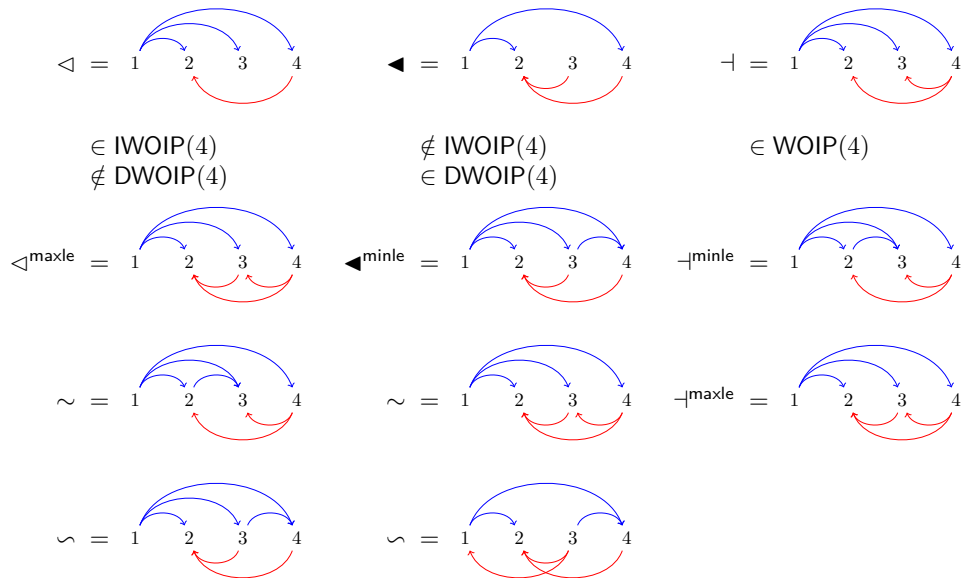 ◁ = 1 2 3 4 ◀ = 1 2 3 4 ⊣ = 1 2 3 4
∈ IWOIP(4) ∉ IWOIP(4) ∈ WOIP(4)
∉ DWOIP(4) ∈ DWOIP(4)
◁maxle = 1 2 3 4 ◀minle = 1 2 3 4 ⊣minle = 1 2 3 4
∼ = 1 2 3 4 ∼ = 1 2 3 4 ⊣maxle = 1 2 3 4
∽ = 1 2 3 4 ∽ = 1 2 3 4